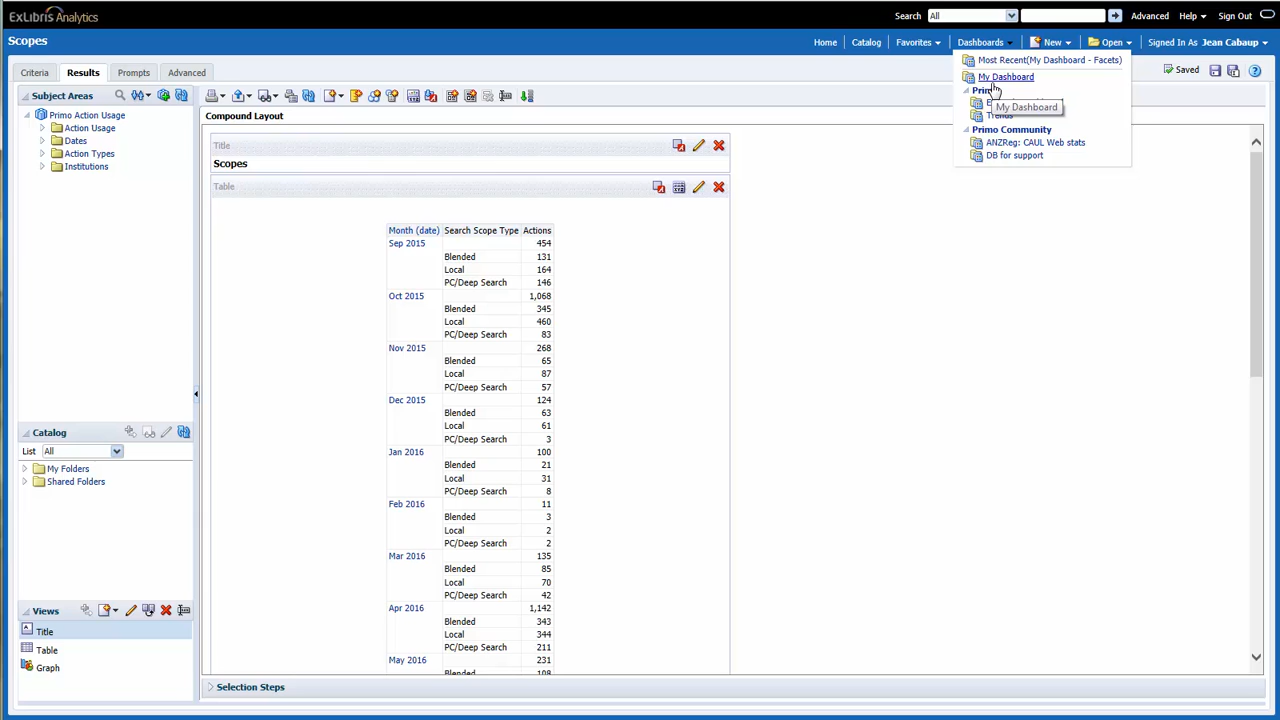 ExLibris Analytics
Search All Advanced Help Sign Out
Scopes
Home Catalog Favorites Dashboards New Open Signed In As Jean Cabaup
Criteria Results Prompts Advanced
Saved
Most Recent(My Dashboard - Facets)
My Dashboard
My Dashboard
Trends
Primo Community
ANZReg: CAUL Web stats
DB for support
Subject Areas
Primo Action Usage
Action Usage
Dates
Action Types
Institutions
Compound Layout
Title
Scopes
Table
Month (date) Search Scope Type Actions
Sep 2015 454
Blended 131
Local 164
PC/Deep Search 146
Oct 2015 1,068
Blended 345
Local 460
PC/Deep Search 83
Nov 2015 268
Blended 65
Local 87
PC/Deep Search 57
Dec 2015 124
Blended 63
Local 61
PC/Deep Search 3
Jan 2016 100
Blended 21
Local 31
PC/Deep Search 8
Feb 2016 11
Blended 3
Local 2
PC/Deep Search 2
Mar 2016 135
Blended 85
Local 70
PC/Deep Search 42
Apr 2016 1,142
Blended 343
Local 344
PC/Deep Search 211
May 2016 231
Blended 108
Catalog
List All
My Folders
Shared Folders
Views
Title
Table
Graph
Selection Steps